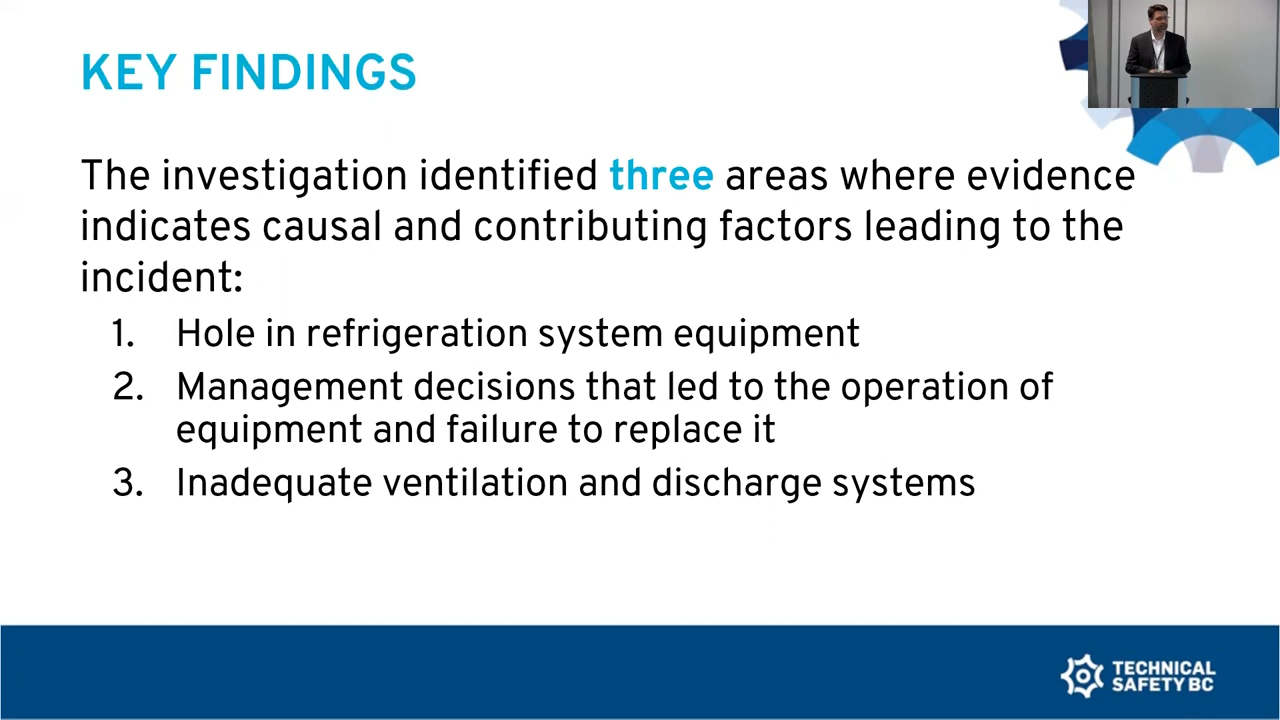 KEY FINDINGS
The investigation identified three areas where evidence
indicates causal and contributing factors leading to the
incident:
1. Hole in refrigeration system equipment
2. Management decisions that led to the operation of
equipment and failure to replace it
3. Inadequate ventilation and discharge systems
TECHNICAL
SAFETY BC